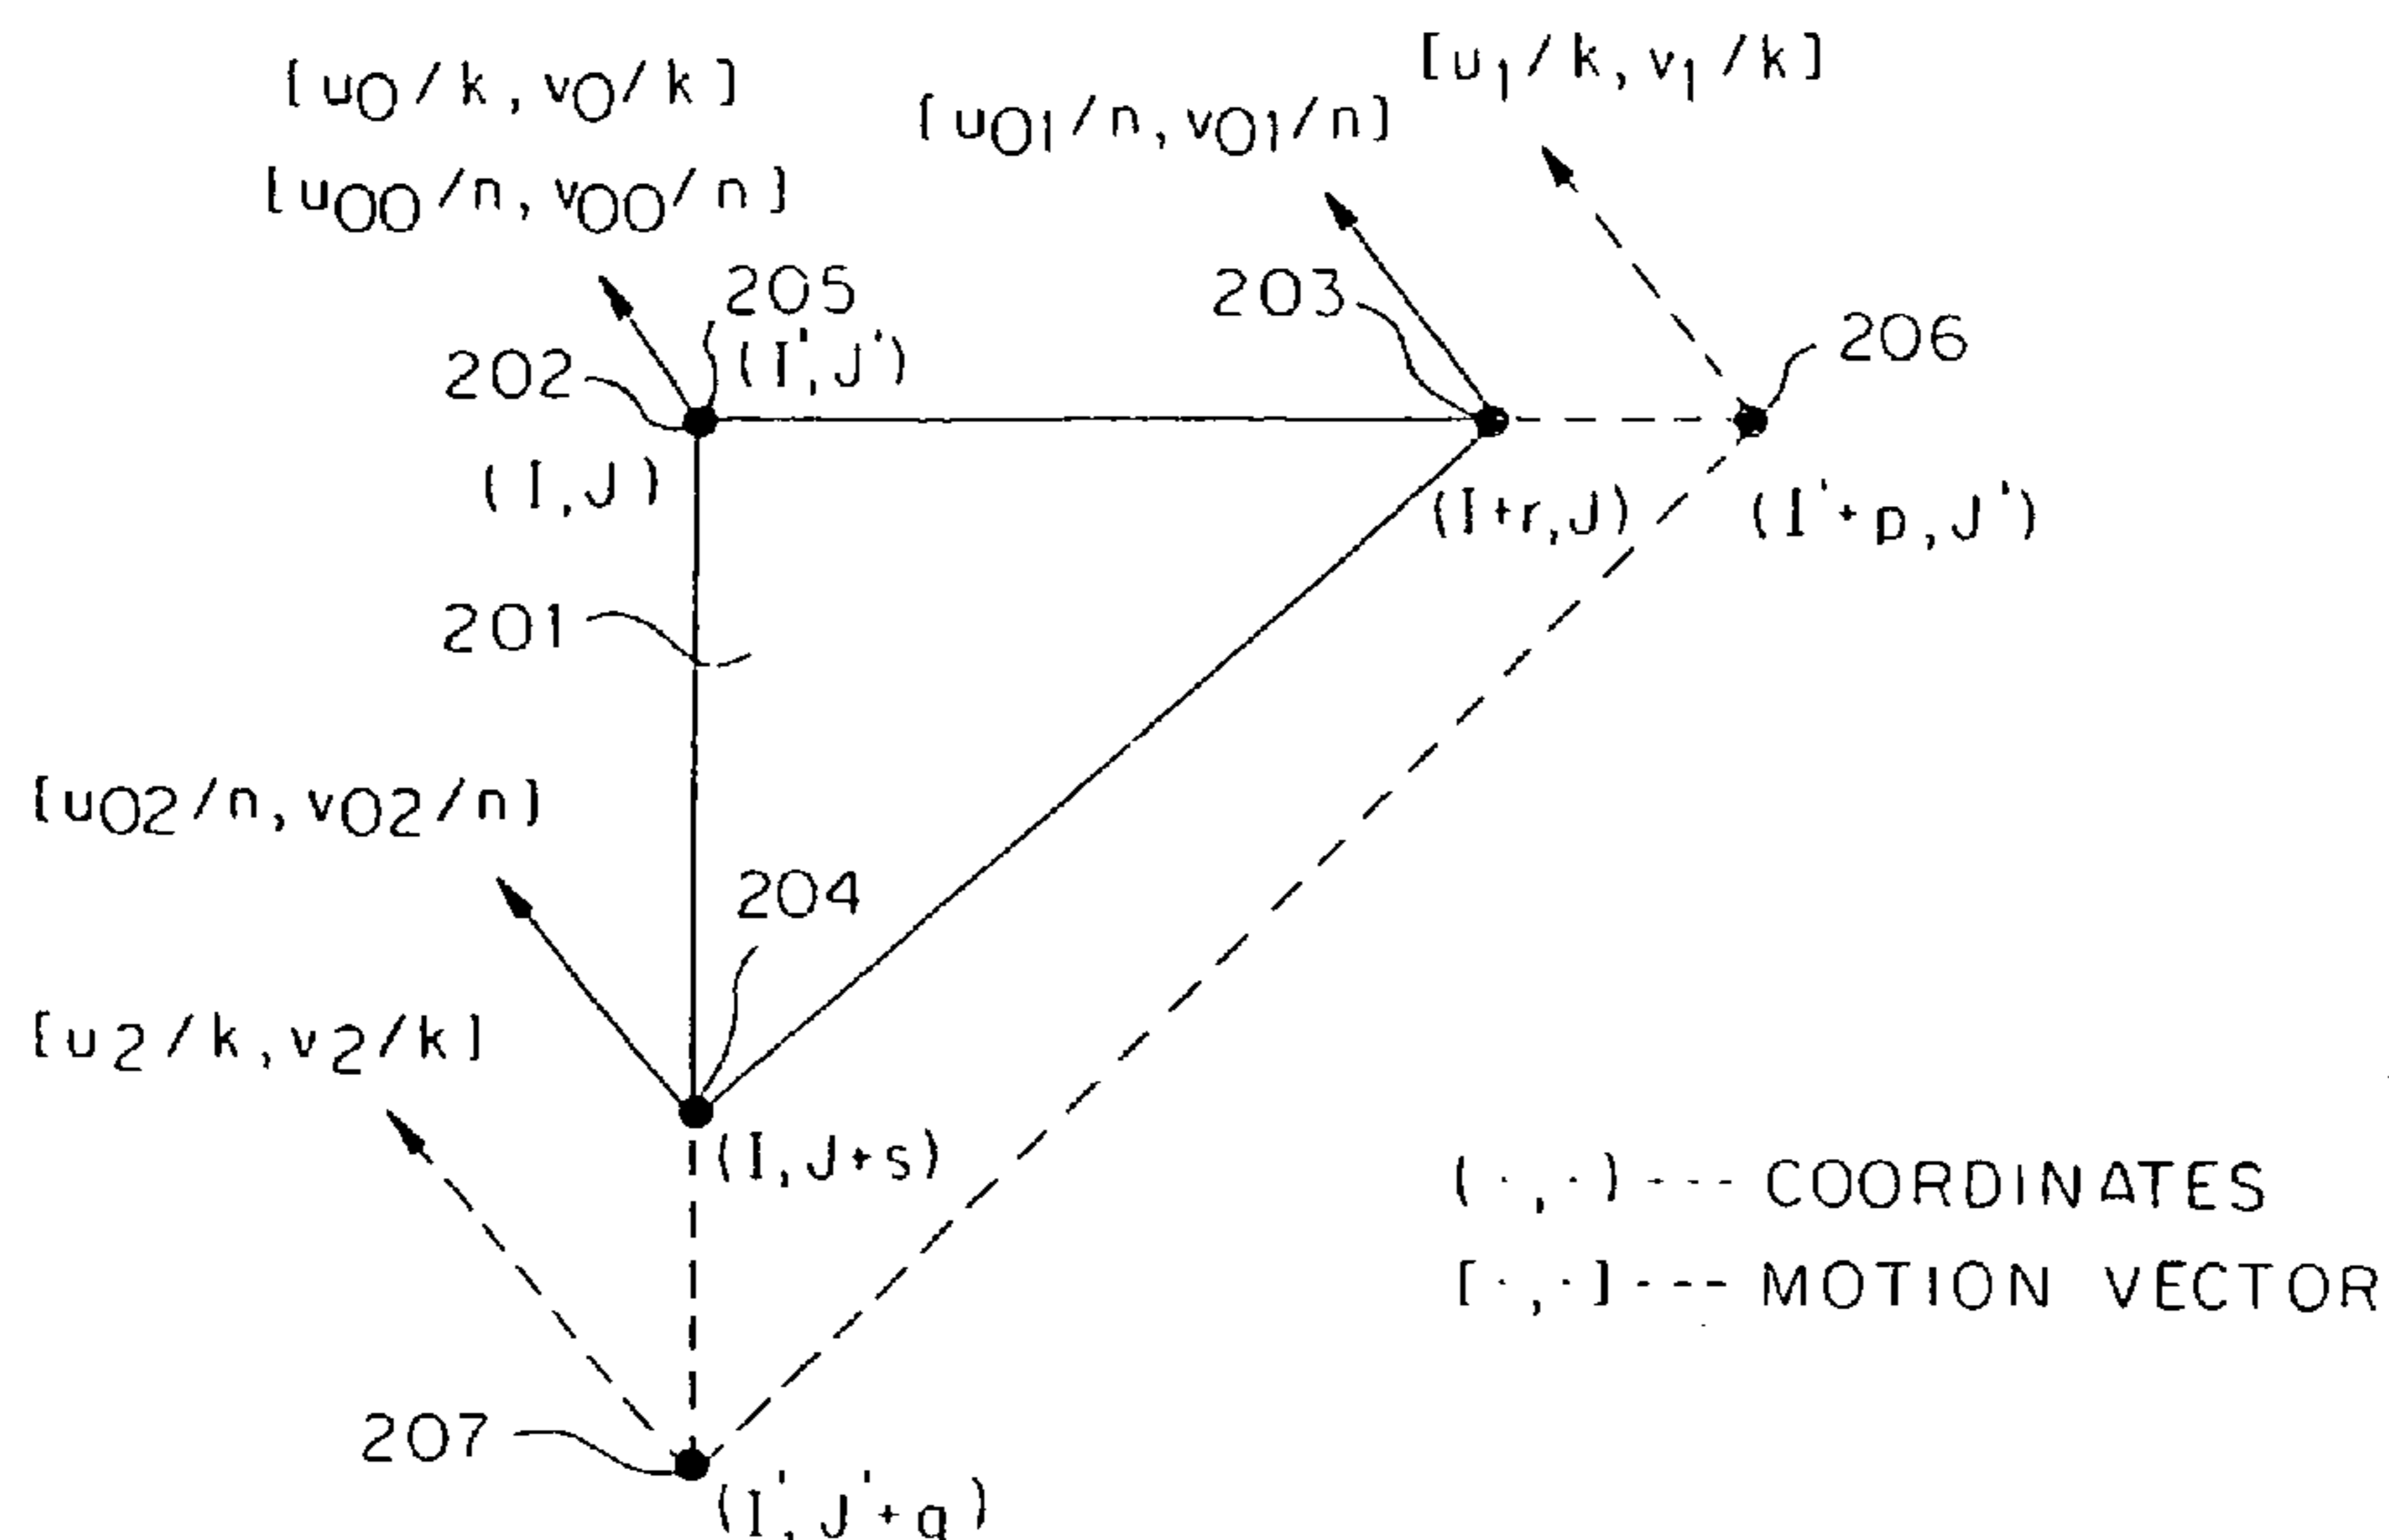 [u0/k, v0/k]
[u00/n, v00/n]
[u01/n, v01/n]
[u1/k, v1/k]
205
(I', J')
203
206
202
(I, J)
(I+r, J)
(I'+p, J')
201
[u02/n, v02/n]
204
[u2/k, v2/k]
(I, J+s)
(·,·)--- COORDINATES
[·,·]--- MOTION VECTOR
207
(I', J'+q)